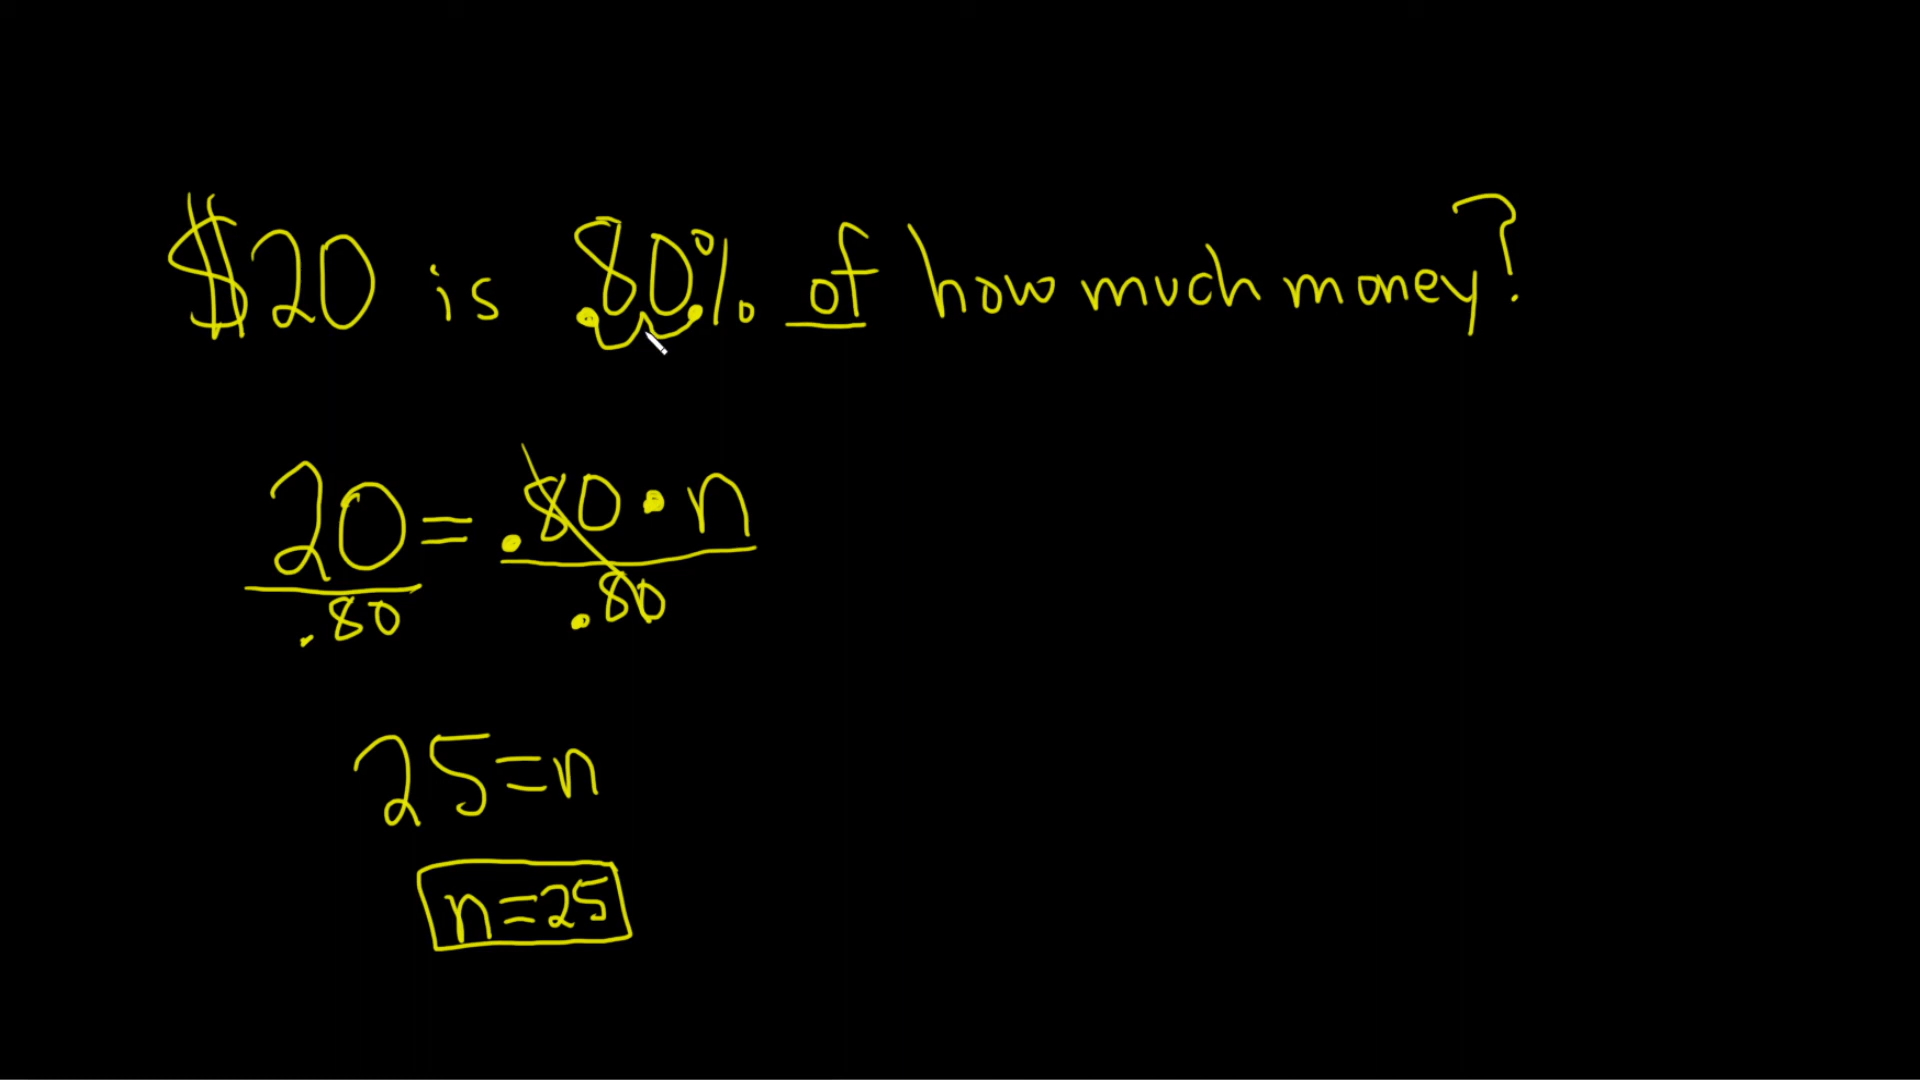 $20 is 80% of how much money?
20 = .80 · n
.80 .80
25 = n
n = 25